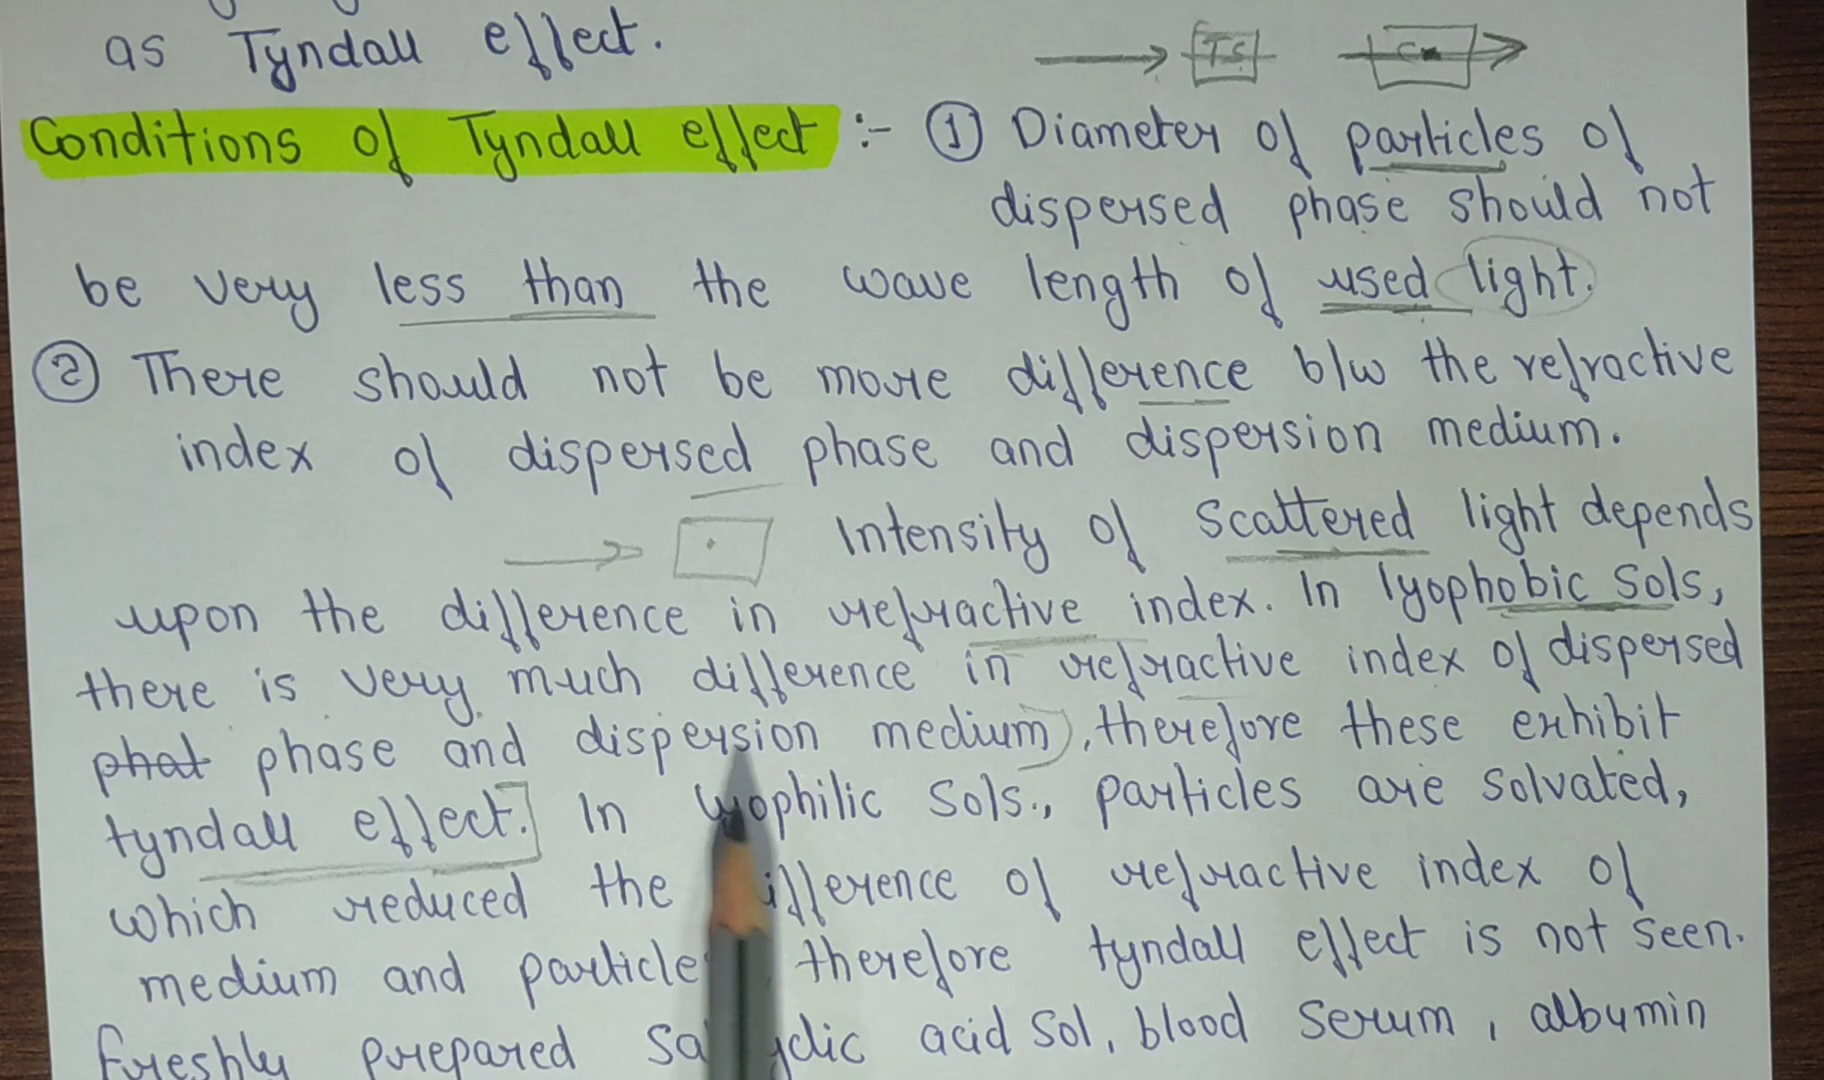 as Tyndall effect.
TS
Conditions of Tyndall effect :- ① Diameter of particles of
dispersed phase should not
be very less than the wave length of used light.
② There should not be more difference b/w the refractive
index of dispersed phase and dispersion medium.
Intensity of scattered light depends
upon the difference in refractive index. In lyophobic sols,
there is very much difference in refractive index of dispersed
phat phase and dispersion medium, therefore these exhibit
tyndall effect. In lyophilic sols., particles are solvated,
which reduced the difference of refractive index of
medium and particle therefore tyndall effect is not seen.
freshly prepared acid sol, blood serum, albumin